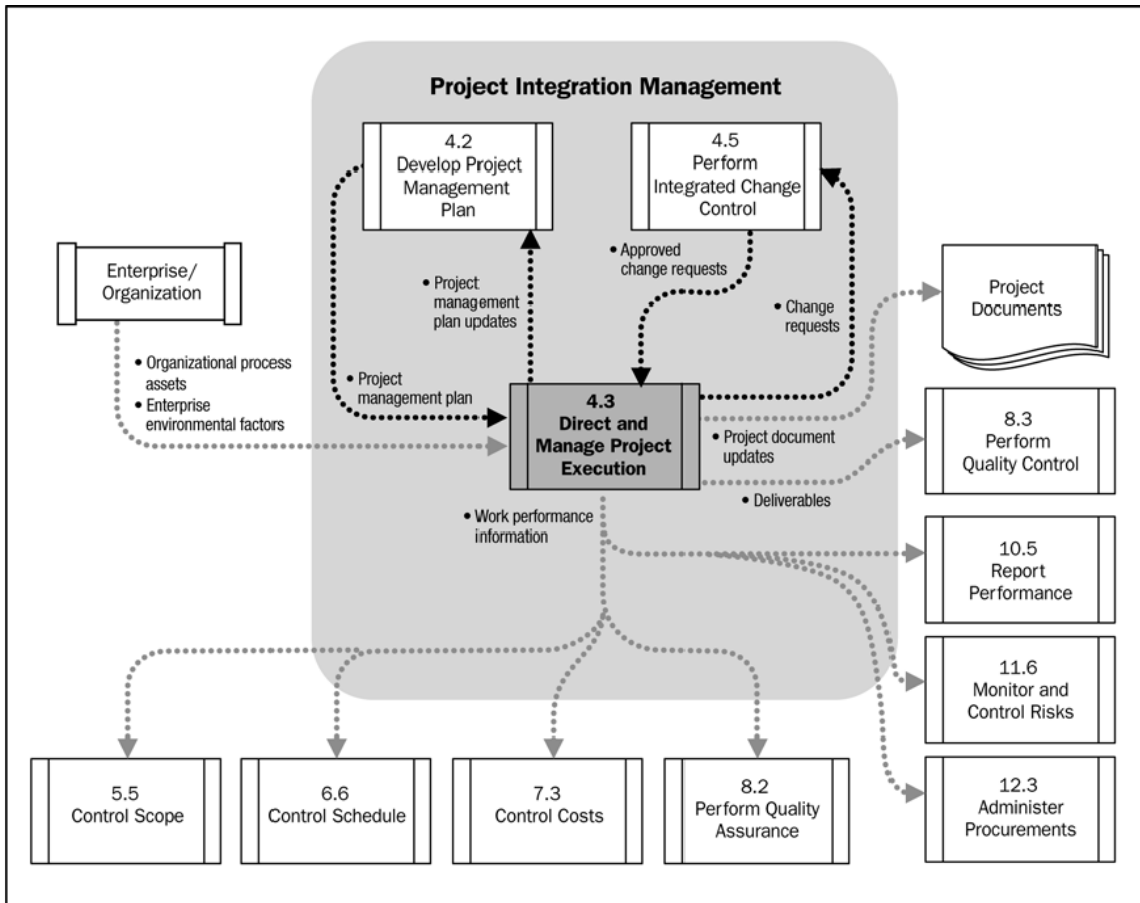 Project Integration Management
4.2
Develop Project
Management
Plan
4.5
Perform
Integrated Change
Control
Enterprise/
Organization
• Approved
change requests
• Project
management
plan updates
• Change
requests
Project
Documents
• Organizational process
assets
• Enterprise
environmental factors
• Project
management plan
4.3
Direct and
Manage Project
Execution
• Project document
updates
8.3
Perform
Quality Control
• Deliverables
• Work performance
information
10.5
Report
Performance
11.6
Monitor and
Control Risks
5.5
Control Scope
6.6
Control Schedule
7.3
Control Costs
8.2
Perform Quality
Assurance
12.3
Administer
Procurements